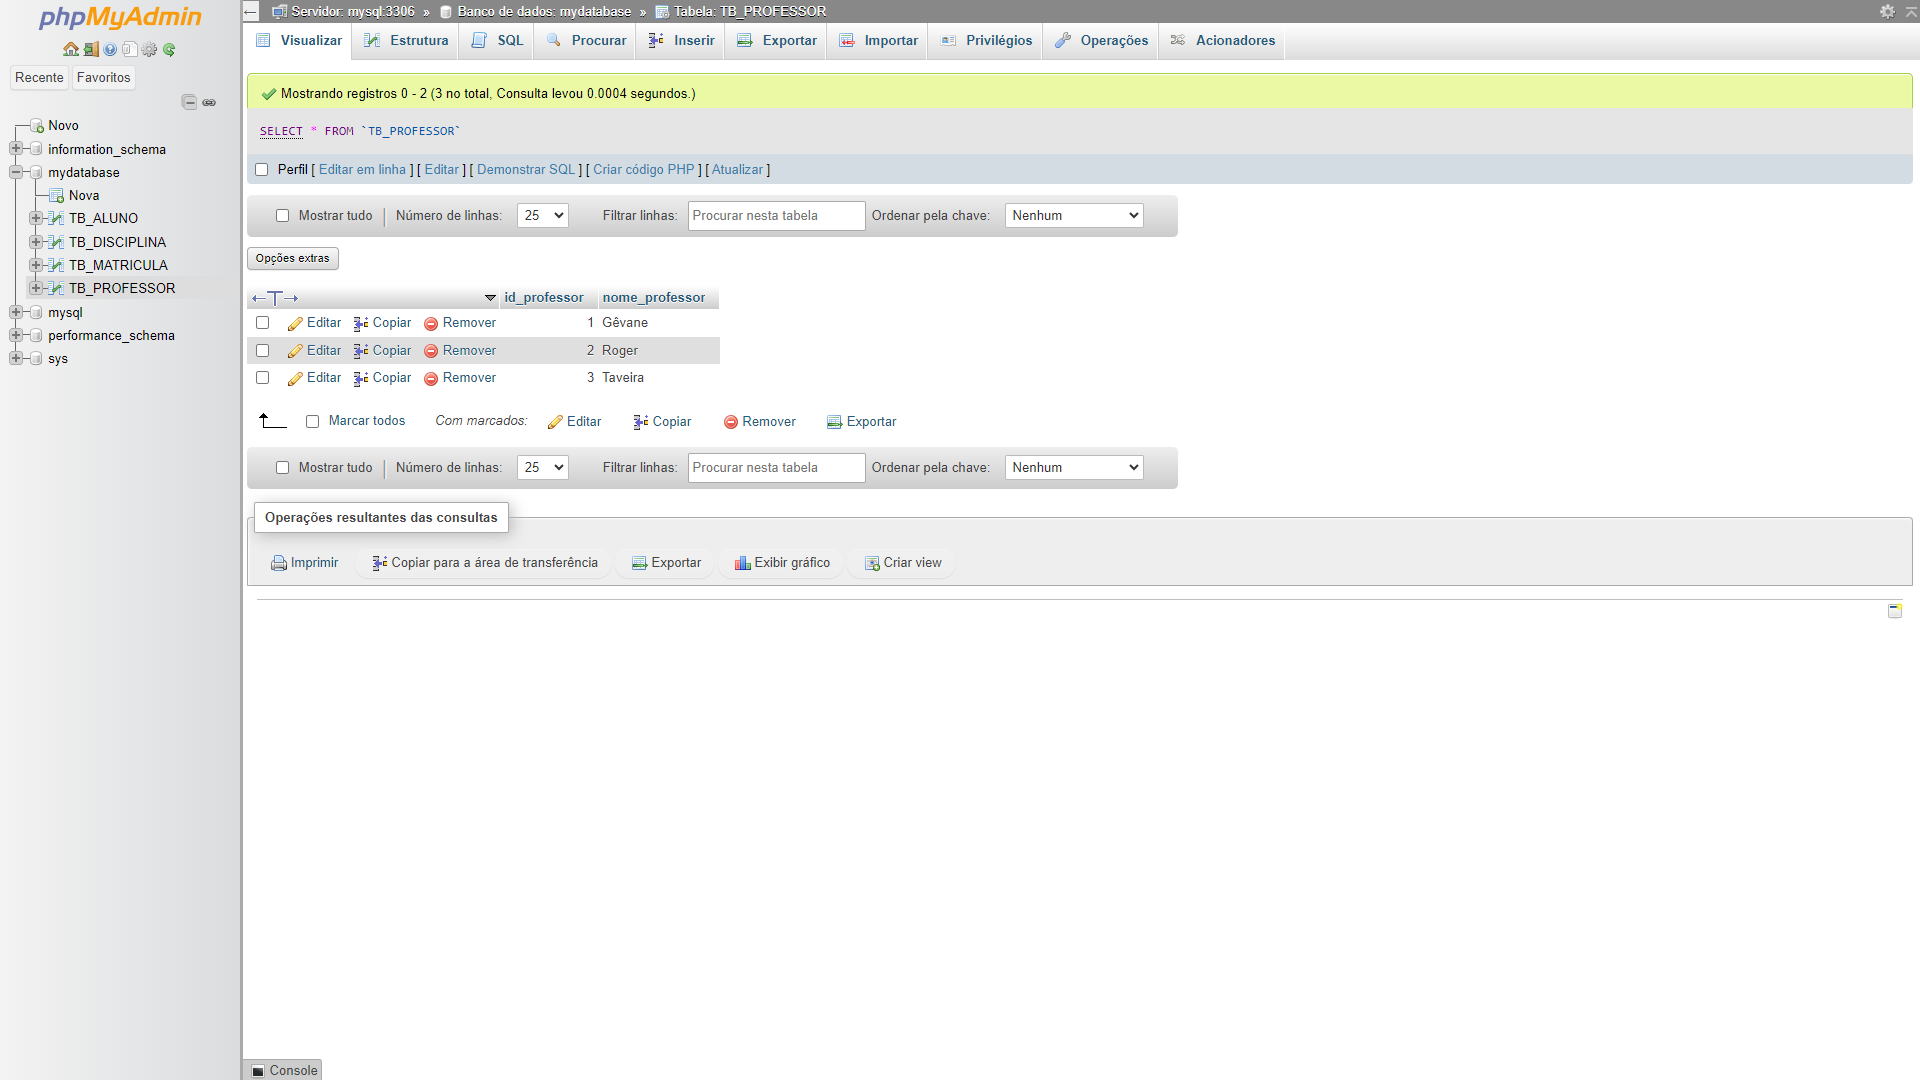 phpMyAdmin
Recente Favoritos
Novo
information_schema
mydatabase
Nova
TB_ALUNO
TB_DISCIPLINA
TB_MATRICULA
TB_PROFESSOR
mysql
performance_schema
sys
Servidor: mysql:3306 » Banco de dados: mydatabase » Tabela: TB_PROFESSOR
Visualizar Estrutura SQL Procurar Inserir Exportar Importar Privilégios Operações Acionadores
Mostrando registros 0 - 2 (3 no total, Consulta levou 0.0004 segundos.)
SELECT * FROM `TB_PROFESSOR`
Perfil [ Editar em linha ] [ Editar ] [ Demonstrar SQL ] [ Criar código PHP ] [ Atualizar ]
Mostrar tudo | Número de linhas: 25 Filtrar linhas: Procurar nesta tabela Ordenar pela chave: Nenhum
Opções extras
←T→ id_professor nome_professor
Editar Copiar Remover 1 Gêvane
Editar Copiar Remover 2 Roger
Editar Copiar Remover 3 Taveira
Marcar todos Com marcados: Editar Copiar Remover Exportar
Mostrar tudo | Número de linhas: 25 Filtrar linhas: Procurar nesta tabela Ordenar pela chave: Nenhum
Operações resultantes das consultas
Imprimir Copiar para a área de transferência Exportar Exibir gráfico Criar view
Console